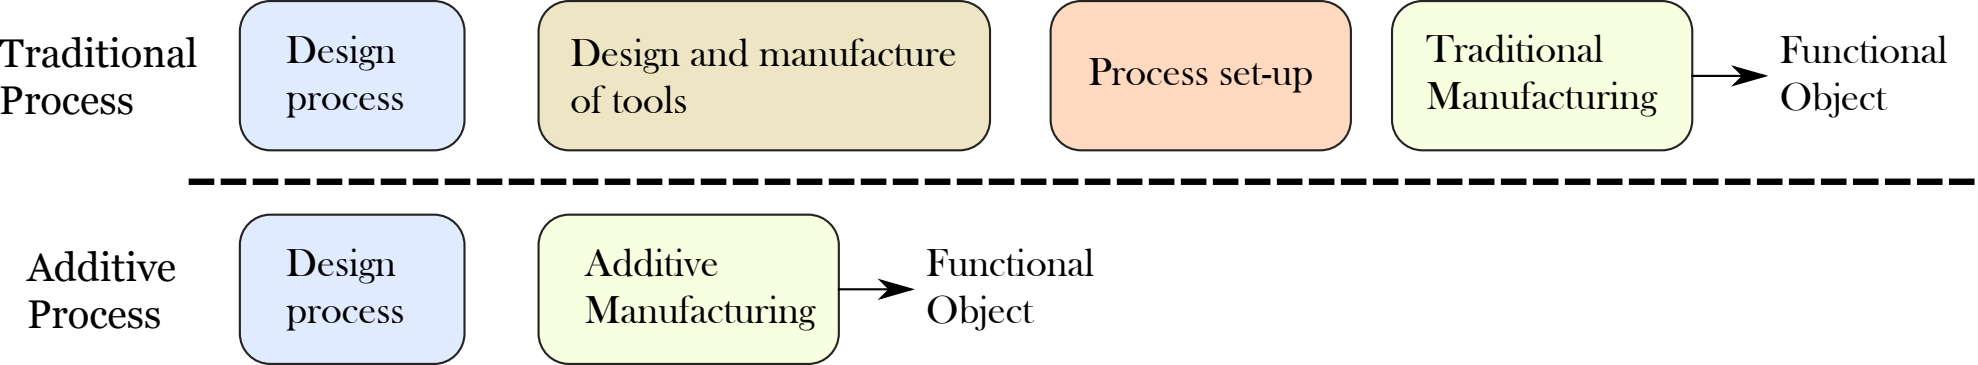 Traditional
Process
Design
process
Design and manufacture
of tools
Process set-up
Traditional
Manufacturing
Functional
Object
Additive
Process
Design
process
Additive
Manufacturing
Functional
Object